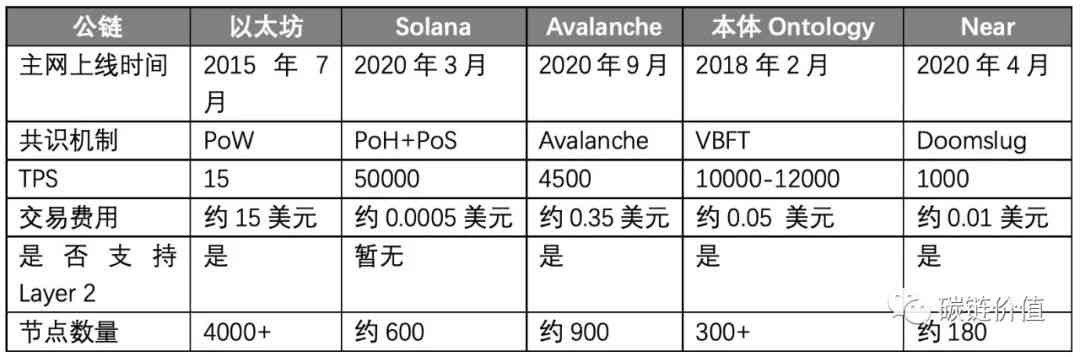 公链 以太坊 Solana Avalanche 本体 Ontology Near
主网上线时间 2015 年 7 月 2020 年 3 月 2020 年 9 月 2018 年 2 月 2020 年 4 月
共识机制 PoW PoH+PoS Avalanche VBFT Doomslug
TPS 15 50000 4500 10000-12000 1000
交易费用 约 15 美元 约 0.0005 美元 约 0.35 美元 约 0.05 美元 约 0.01 美元
是否支持 Layer 2 是 暂无 是 是 是
节点数量 4000+ 约 600 约 900 300+ 约 180
碳链价值